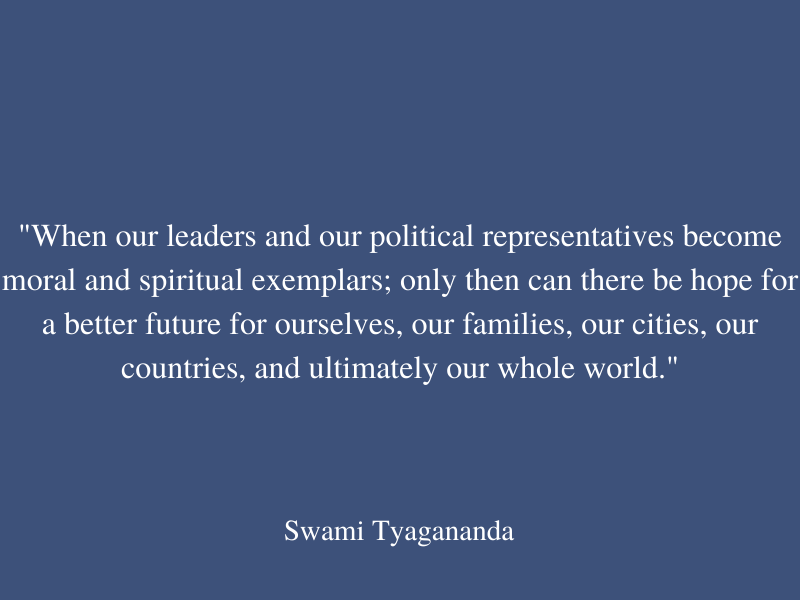 "When our leaders and our political representatives become
moral and spiritual exemplars; only then can there be hope for
a better future for ourselves, our families, our cities, our
countries, and ultimately our whole world."
Swami Tyagananda